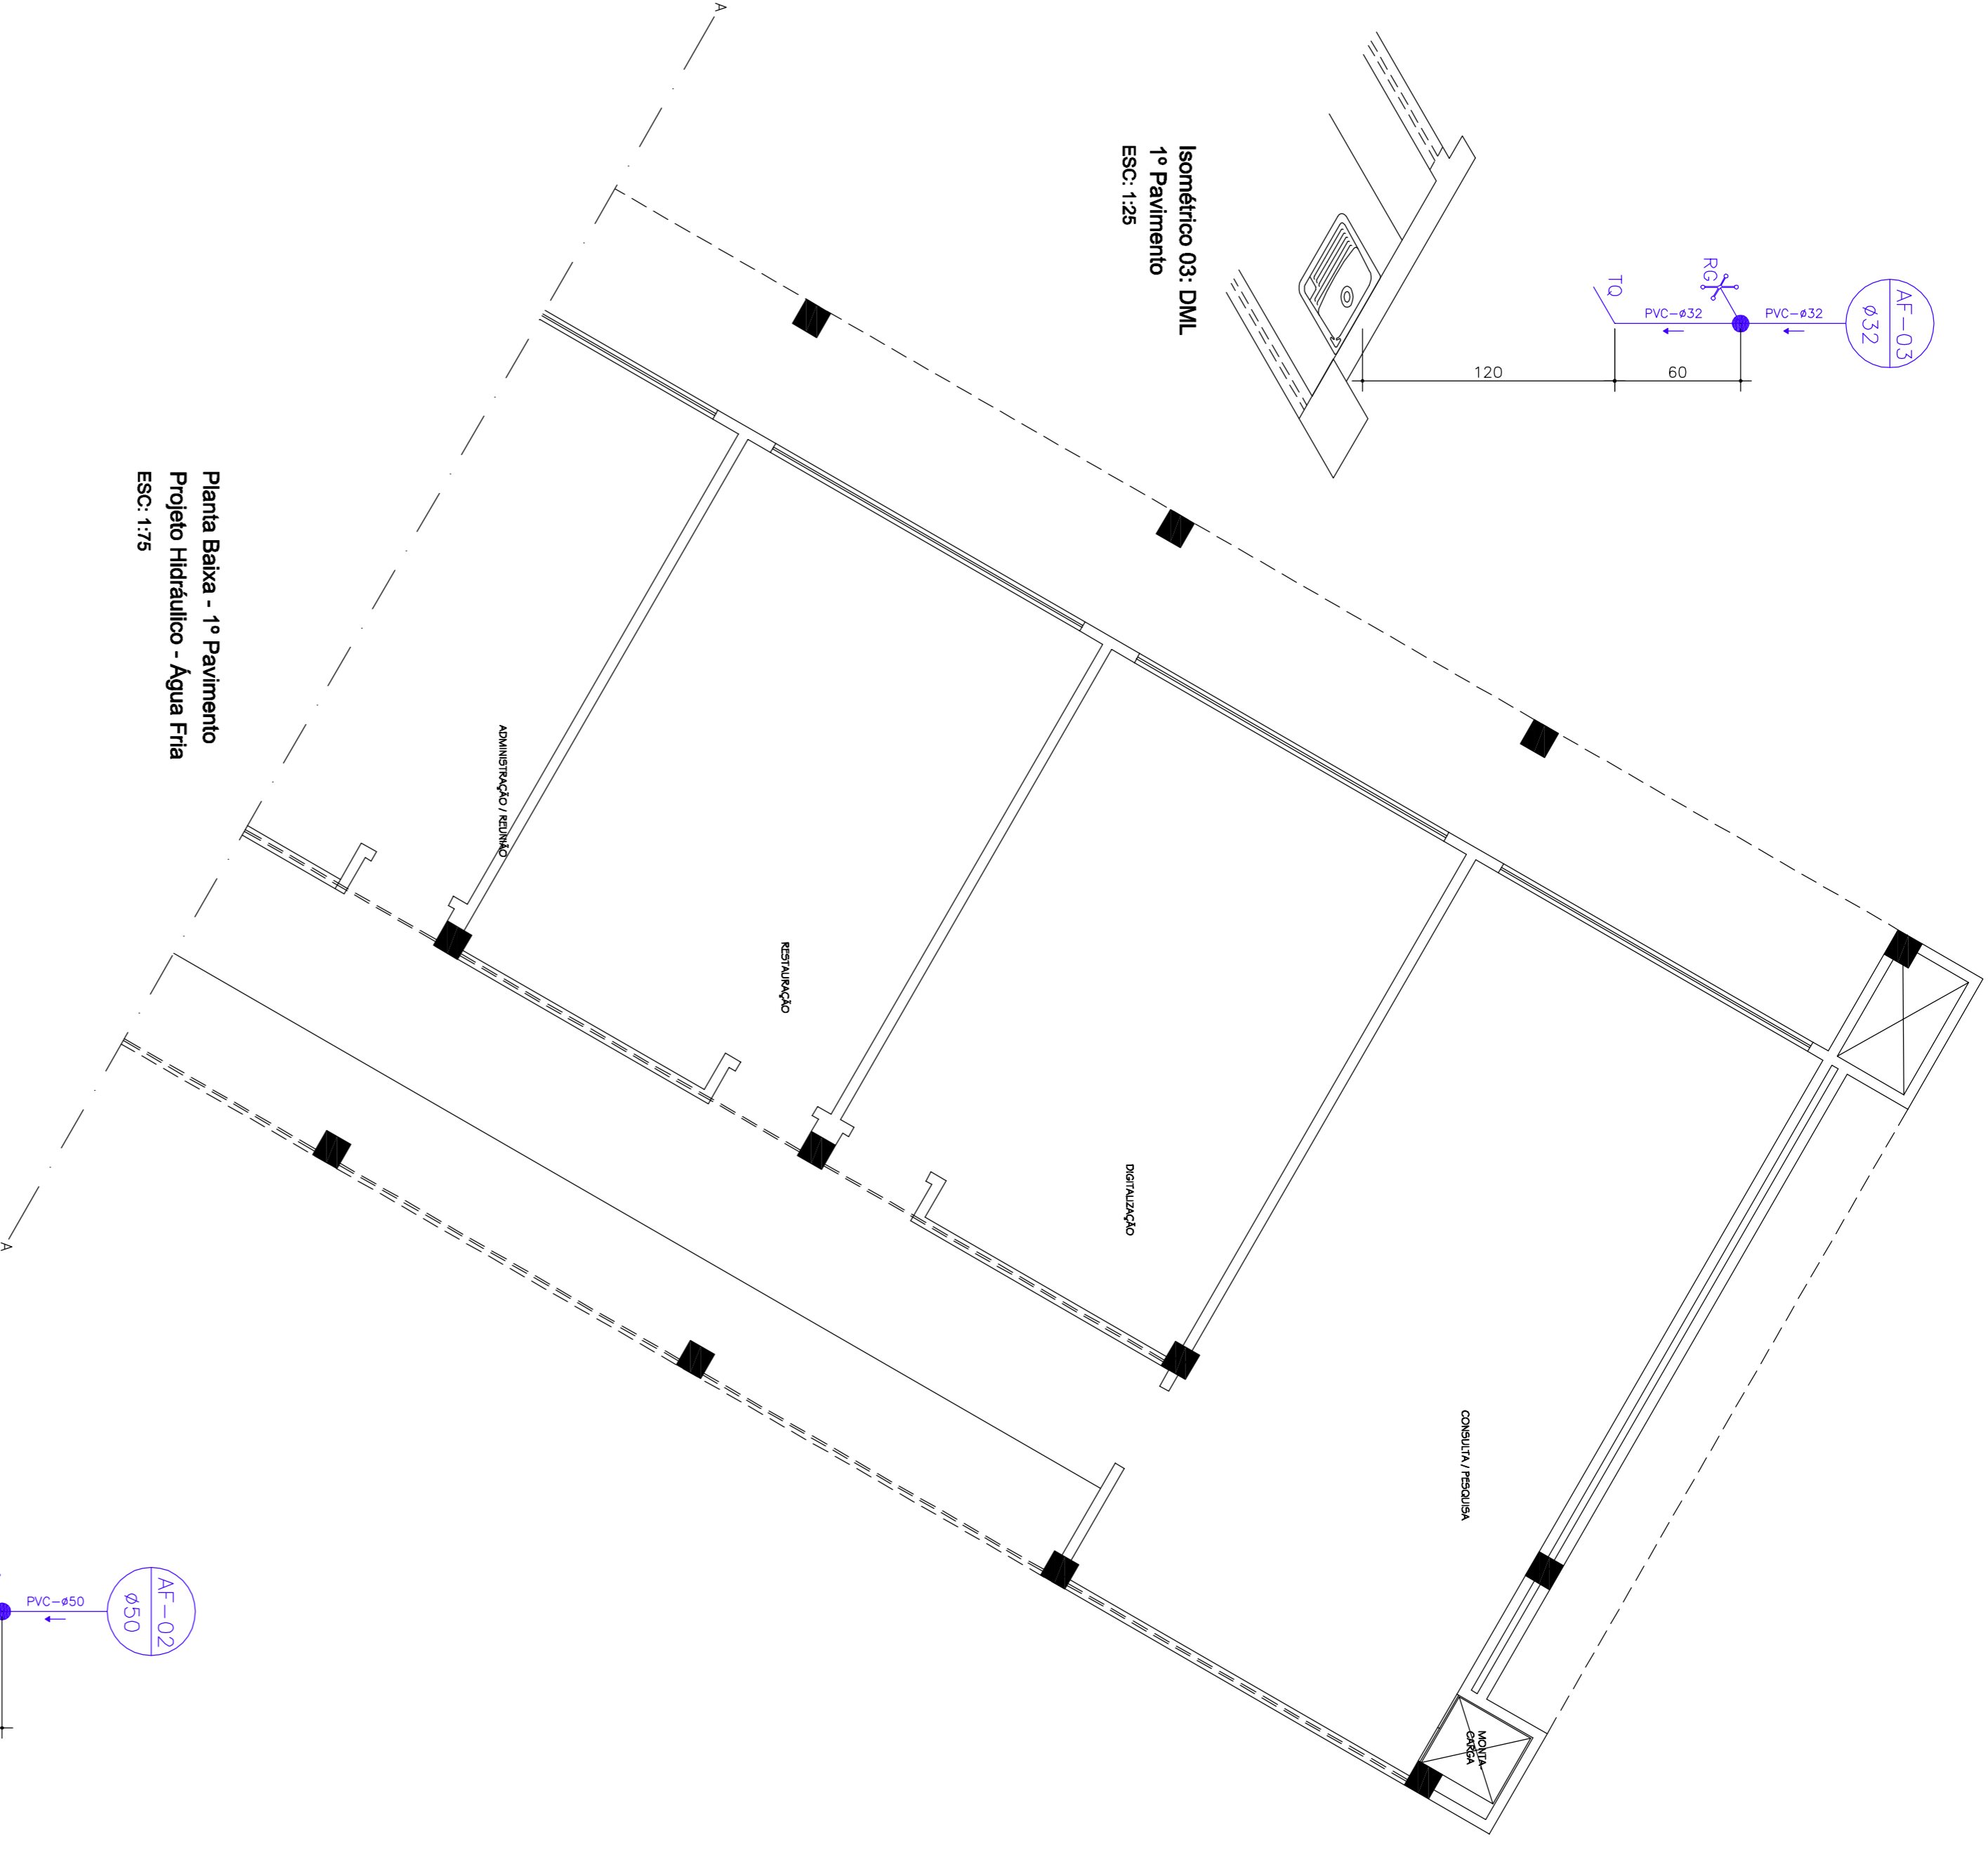 AF-03
ø32
PVC-ø32
PVC-ø32
RG
TQ
60
120
Isométrico 03: DML
1º Pavimento
ESC: 1:25
A
ADMINISTRAÇÃO / REUNIÃO
RESTAURAÇÃO
DIGITALIZAÇÃO
CONSULTA / PESQUISA
MONTA
CARGA
A
Planta Baixa - 1º Pavimento
Projeto Hidráulico - Água Fria
ESC: 1:75
AF-02
ø50
PVC-ø50